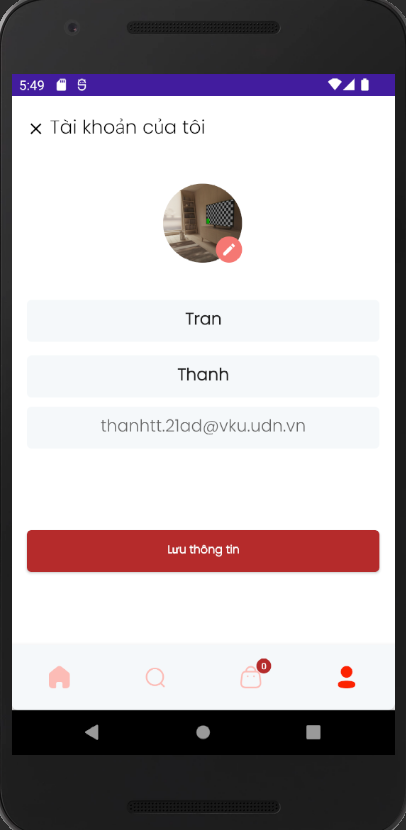 5:49
Tài khoản của tôi
Tran
Thanh
thanhtt.21ad@vku.udn.vn
Lưu thông tin
0